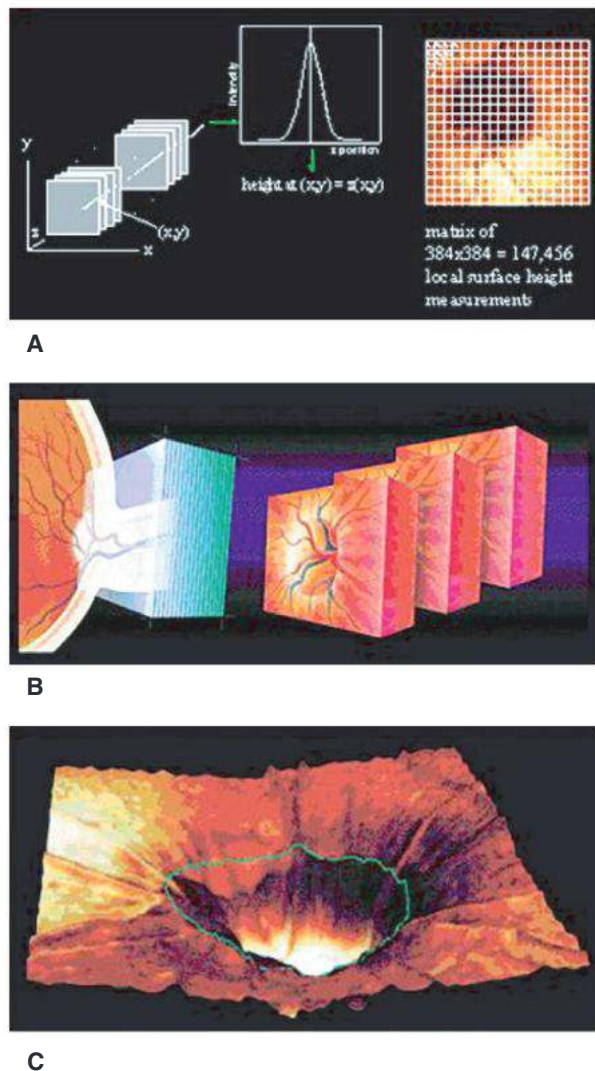 intensity
z position
y
height at (x,y) = z(x,y)
(x,y)
z
x
matrix of
384x384 = 147,456
local surface height
measurements
A
B
C